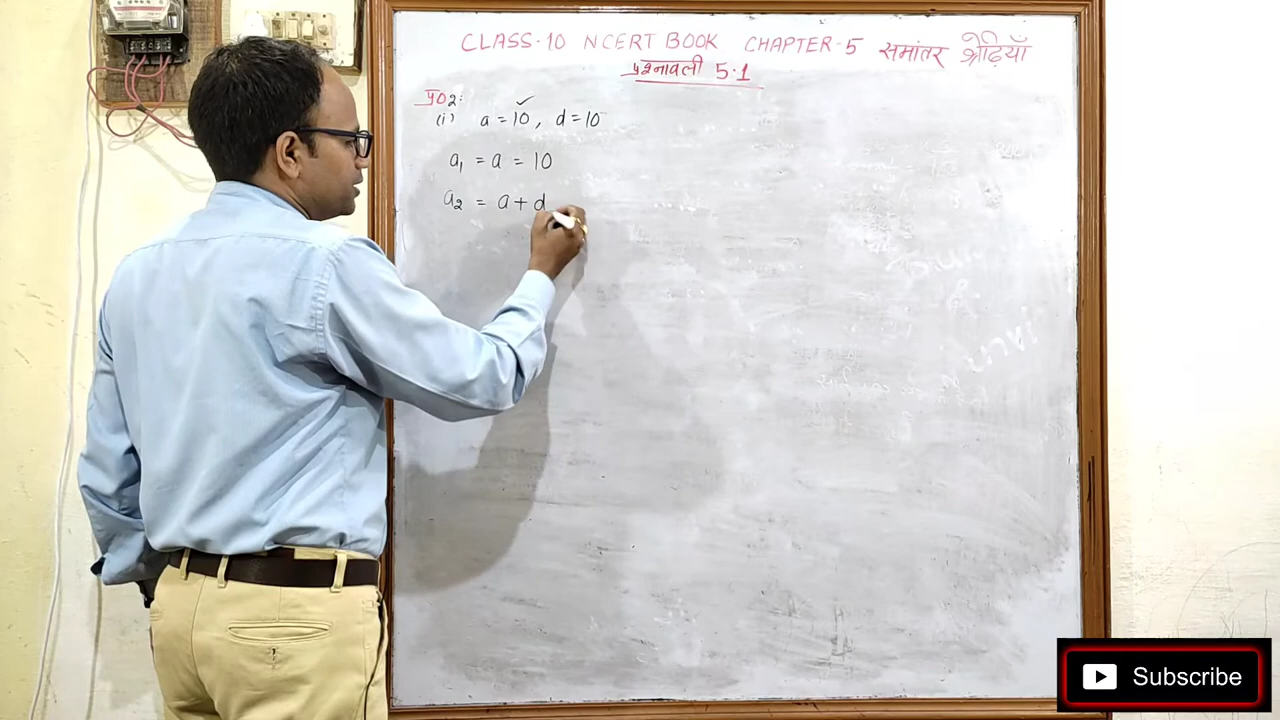 CLASS-10 NCERT BOOK CHAPTER-5 समांतर श्रेढ़ियाँ
प्रश्नावली 5.1
प्र02:
(i) a = 10, d = 10
a₁ = a = 10
a₂ = a + d
Subscribe